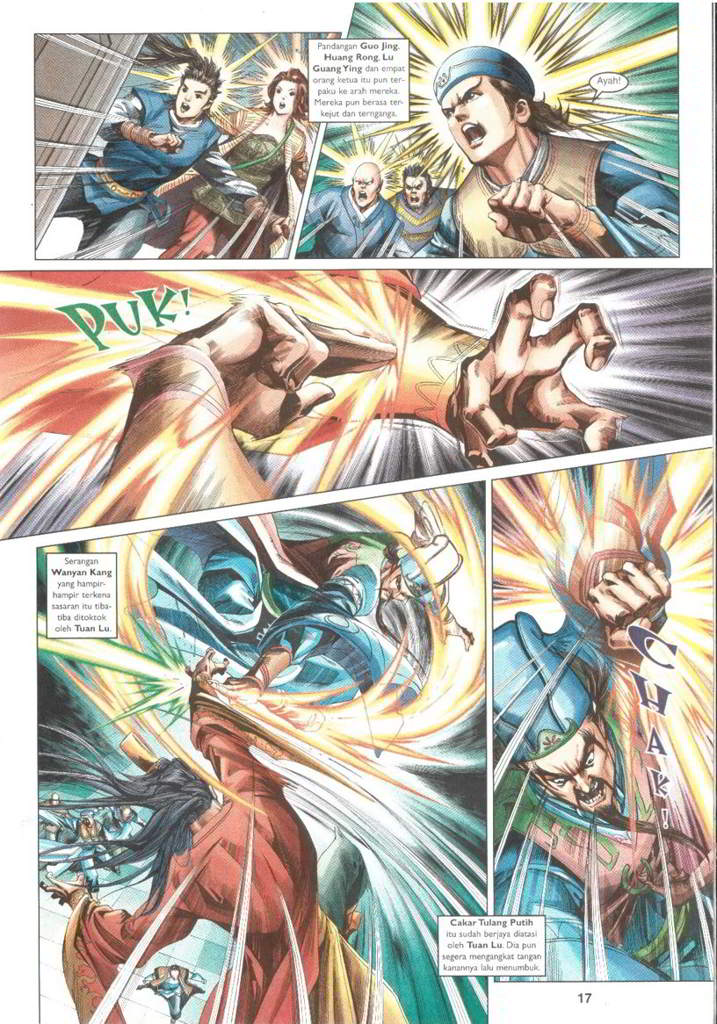 Pandangan Guo Jing,
Huang Rong, Lu
Guang Ying dan empat
orang ketua itu pun ter-
paku ke arah mereka.
Mereka pun berasa ter-
kejut dan ternganga.
Ayah!
PUK!
Serangan
Wanyan Kang
yang hampir-
hampir terkena
sasaran itu tiba-
tiba ditoktok
oleh Tuan Lu.
CHAK!
Cakar Tulang Putih
itu sudah berjaya diatasi
oleh Tuan Lu. Dia pun
segera mengangkat tangan
kanannya lalu menumbuk.
17